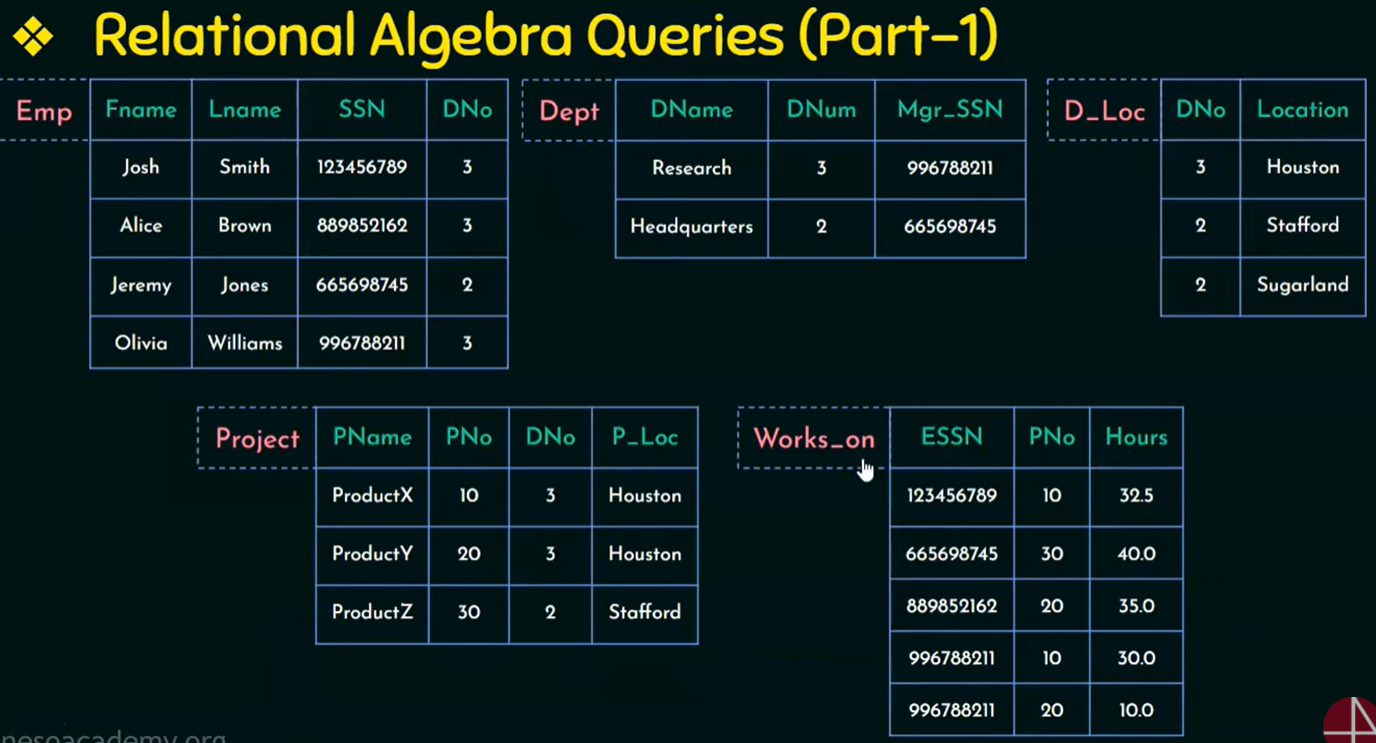 ❖ Relational Algebra Queries (Part-1)
Emp Fname Lname SSN DNo
Josh Smith 123456789 3
Alice Brown 889852162 3
Jeremy Jones 665698745 2
Olivia Williams 996788211 3
Dept DName DNum Mgr_SSN
Research 3 996788211
Headquarters 2 665698745
D_Loc DNo Location
3 Houston
2 Stafford
2 Sugarland
Project PName PNo DNo P_Loc
ProductX 10 3 Houston
ProductY 20 3 Houston
ProductZ 30 2 Stafford
Works_on ESSN PNo Hours
123456789 10 32.5
665698745 30 40.0
889852162 20 35.0
996788211 10 30.0
996788211 20 10.0
nesoacademy.org